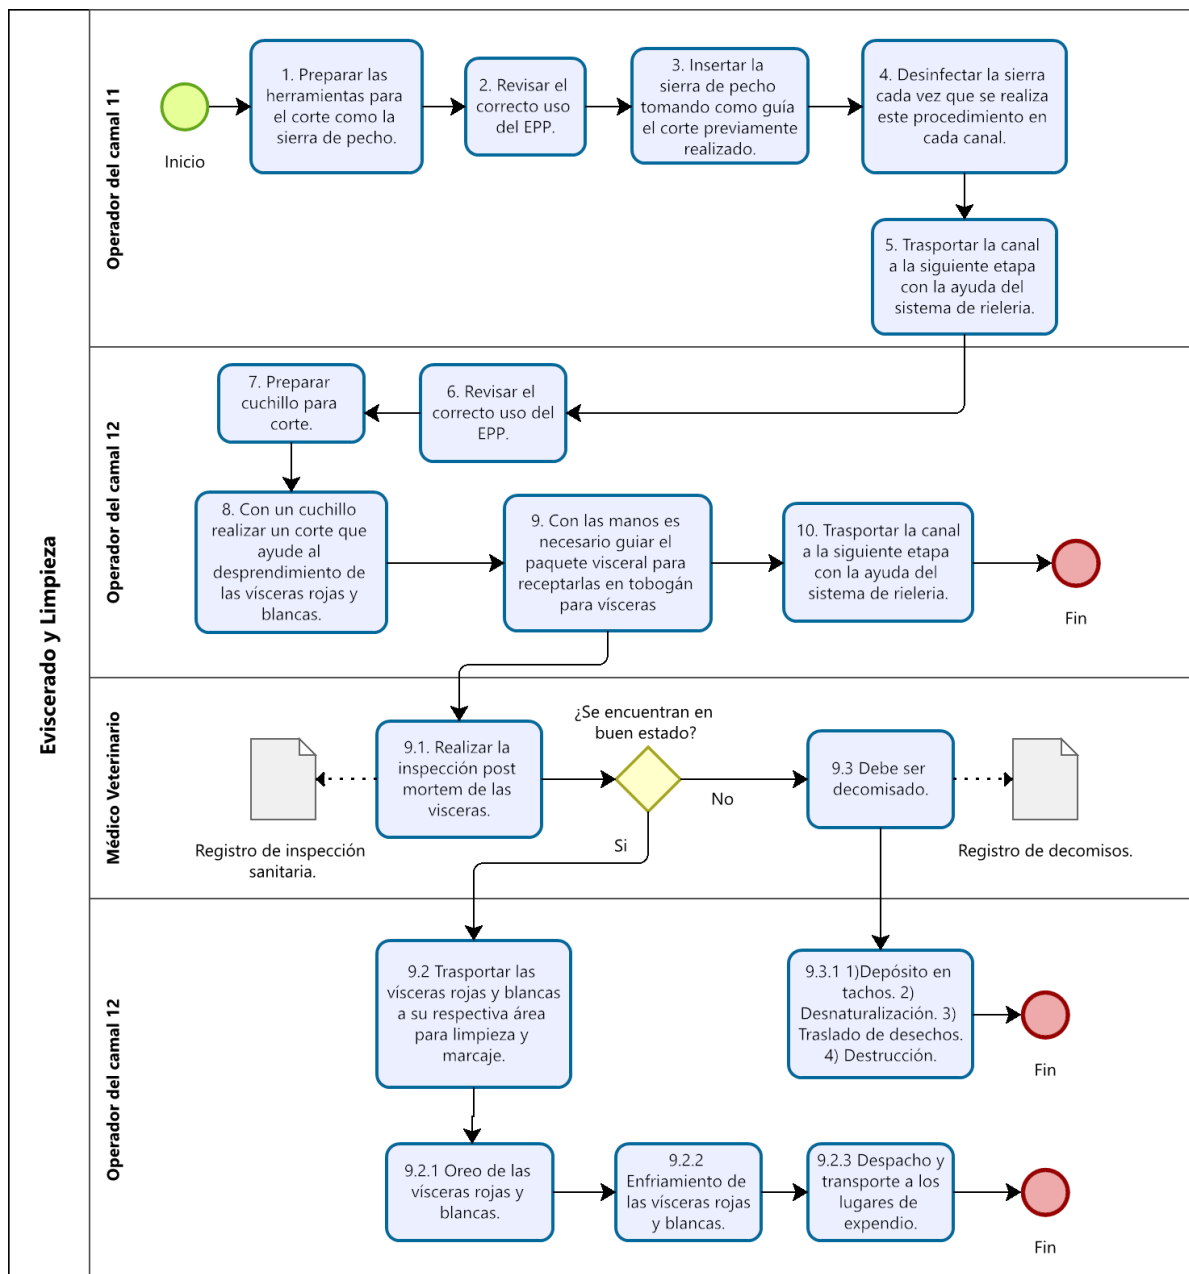 Eviscerado y Limpieza
Operador del camal 11
Inicio
1. Preparar las
herramientas para
el corte como la
sierra de pecho.
2. Revisar el
correcto uso
del EPP.
3. Insertar la
sierra de pecho
tomando como guía
el corte previamente
realizado.
4. Desinfectar la sierra
cada vez que se realiza
este procedimiento en
cada canal.
5. Trasportar la canal
a la siguiente etapa
con la ayuda del
sistema de rieleria.
Operador del camal 12
6. Revisar el
correcto uso del
EPP.
7. Preparar
cuchillo para
corte.
8. Con un cuchillo
realizar un corte que
ayude al
desprendimiento de
las vísceras rojas y
blancas.
9. Con las manos es
necesario guiar el
paquete visceral para
receptarlas en tobogán
para vísceras
10. Trasportar la canal
a la siguiente etapa
con la ayuda del
sistema de rieleria.
Fin
Médico Veterinario
9.1. Realizar la
inspección post
mortem de las
visceras.
Registro de inspección
sanitaria.
¿Se encuentran en
buen estado?
No
Si
9.3 Debe ser
decomisado.
Registro de decomisos.
Operador del camal 12
9.2 Trasportar las
vísceras rojas y blancas
a su respectiva área
para limpieza y
marcaje.
9.3.1 1)Depósito en
tachos. 2)
Desnaturalización. 3)
Traslado de desechos.
4) Destrucción.
Fin
9.2.1 Oreo de las
vísceras rojas y
blancas.
9.2.2
Enfriamiento de
las vísceras rojas
y blancas.
9.2.3 Despacho y
transporte a los
lugares de
expendio.
Fin